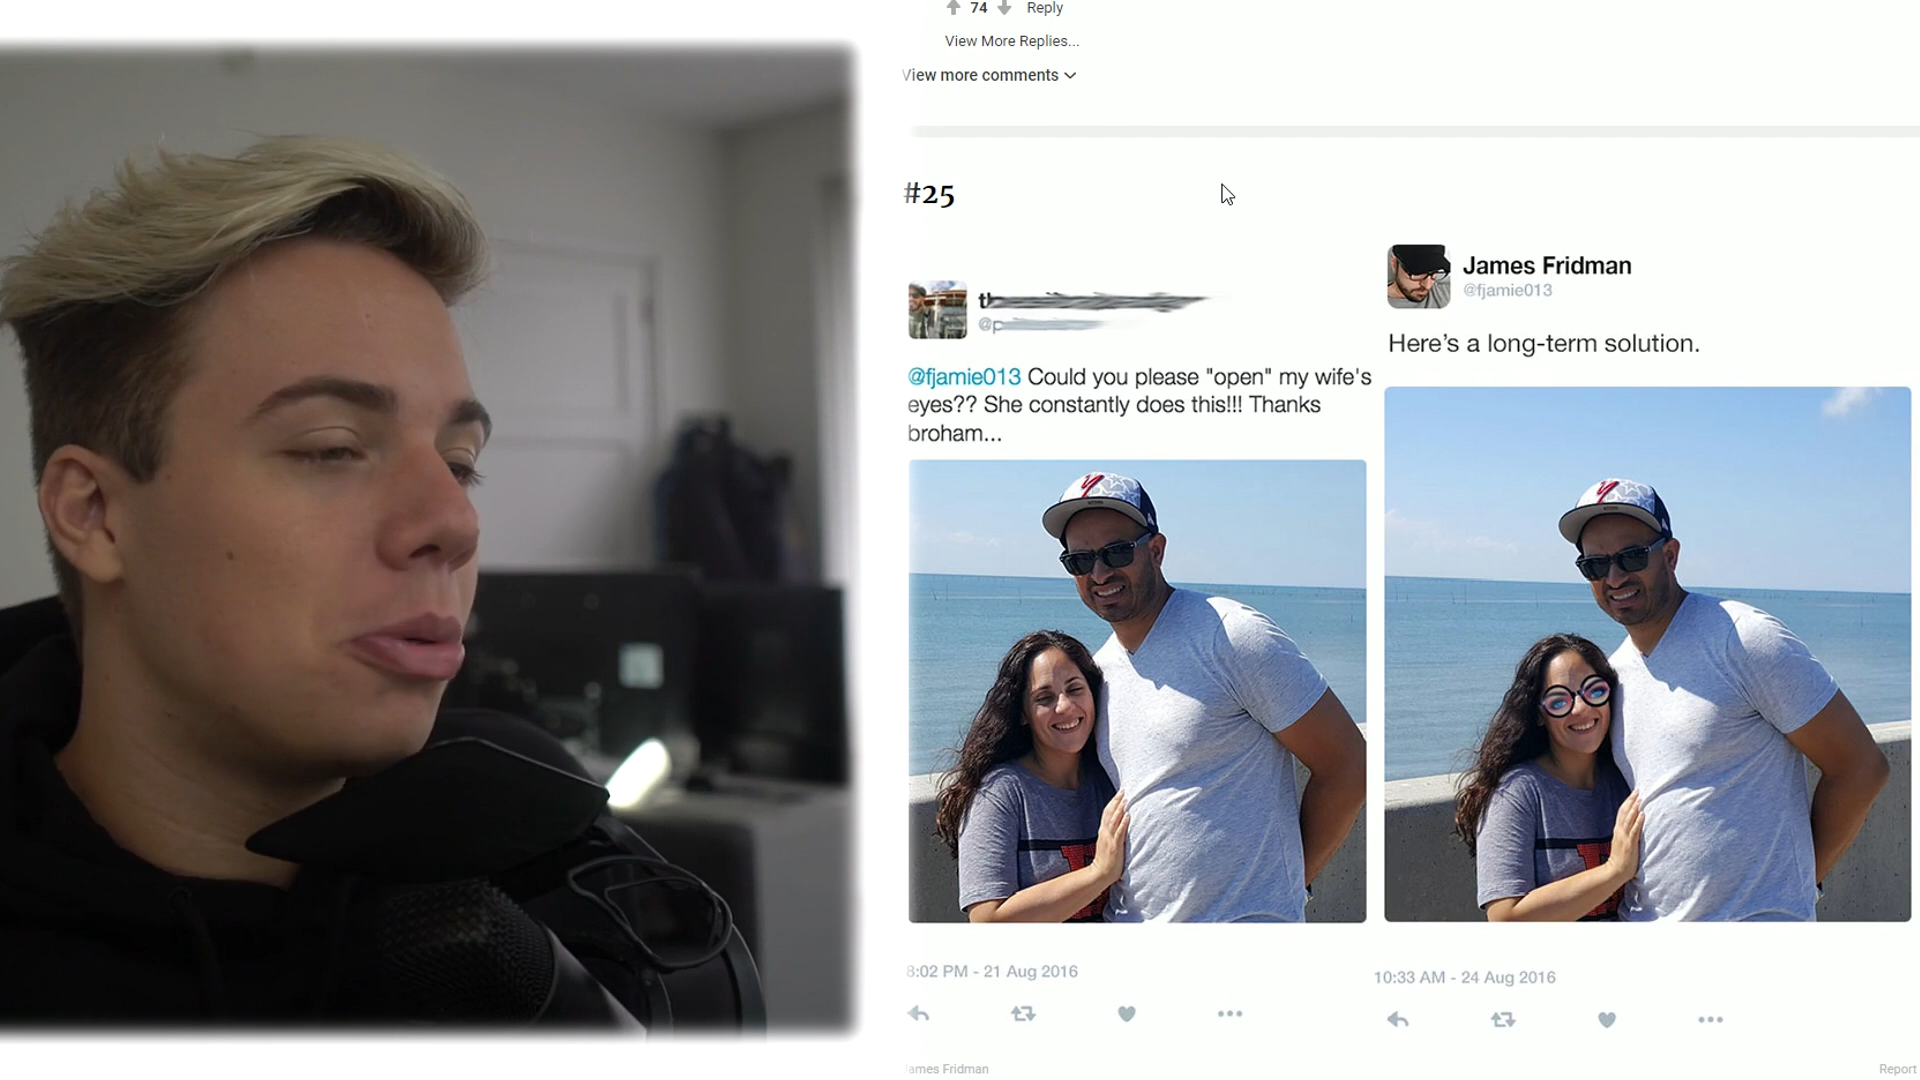 74 Reply
View More Replies...
View more comments
#25
@fjamie013 Could you please "open" my wife's
eyes?? She constantly does this!!! Thanks
broham...
8:02 PM - 21 Aug 2016
James Fridman
@fjamie013
Here's a long-term solution.
10:33 AM - 24 Aug 2016
James Fridman
Report